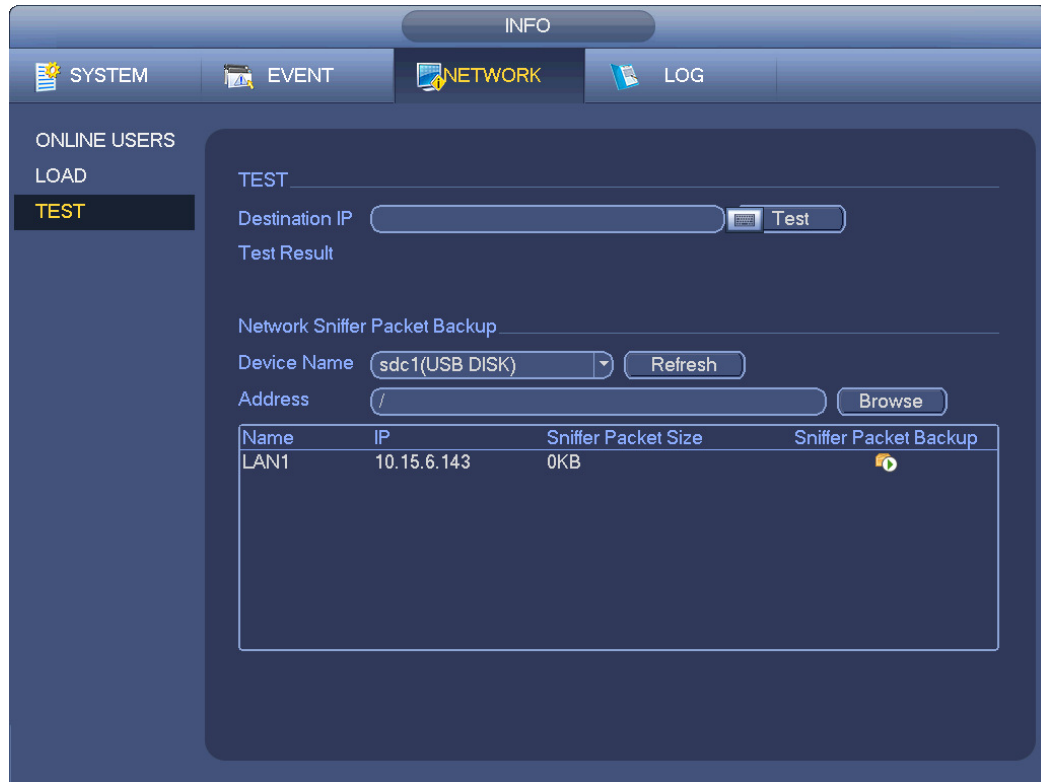 INFO
SYSTEM EVENT NETWORK LOG
ONLINE USERS
LOAD
TEST
TEST
Destination IP Test
Test Result
Network Sniffer Packet Backup
Device Name sdc1(USB DISK) Refresh
Address / Browse
Name IP Sniffer Packet Size Sniffer Packet Backup
LAN1 10.15.6.143 0KB